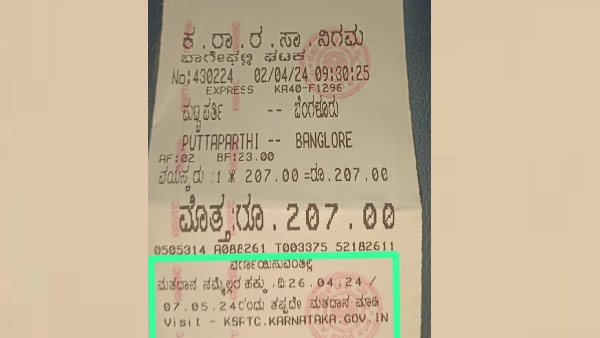 ಕ.ರಾ.ರ.ಸಾ.ನಿಗಮ
ಬಾಗೇಪಲ್ಲಿ ಘಟಕ
No:430224 02/04/24 09:30:25
EXPRESS KA40-F1296
ಪುಟ್ಟಪರ್ತಿ -- ಬೆಂಗಳೂರು
PUTTAPARTHI -- BANGLORE
AF:02 BF:23.00
ವಯಸ್ಕರು :1 X 207.00 =ರೂ.207.00
ಮೊತ್ತ:ರೂ.207.00
0505314 A088261 T003375 52182611
ವರ್ಗಾಯಿಸುವಂತಿಲ್ಲ
ಮತದಾನ ನಮ್ಮೆಲ್ಲರ ಹಕ್ಕು .ದಿ:26.04.24 /
07.05.24ರಂದು ತಪ್ಪದೇ ಮತದಾನ ಮಾಡಿ
Visit - KSRTC.KARNATAKA.GOV.IN